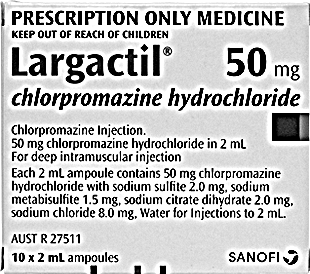 PRESCRIPTION ONLY MEDICINE
KEEP OUT OF REACH OF CHILDREN
Largactil® 50 mg
chlorpromazine hydrochloride
Chlorpromazine Injection.
50 mg chlorpromazine hydrochloride in 2 mL
For deep intramuscular injection
Each 2 mL ampoule contains 50 mg chlorpromazine
hydrochloride with sodium sulfite 2.0 mg, sodium
metabisulfite 1.5 mg, sodium citrate dihydrate 2.0 mg,
sodium chloride 8.0 mg, Water for Injections to 2 mL.
AUST R 27511
10 x 2 mL ampoules SANOFI